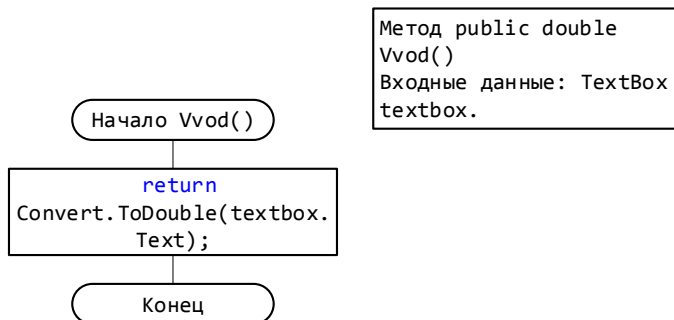 Метод public double
Vvod()
Входные данные: TextBox
textbox.
Начало Vvod()
return
Convert.ToDouble(textbox.
Text);
Конец